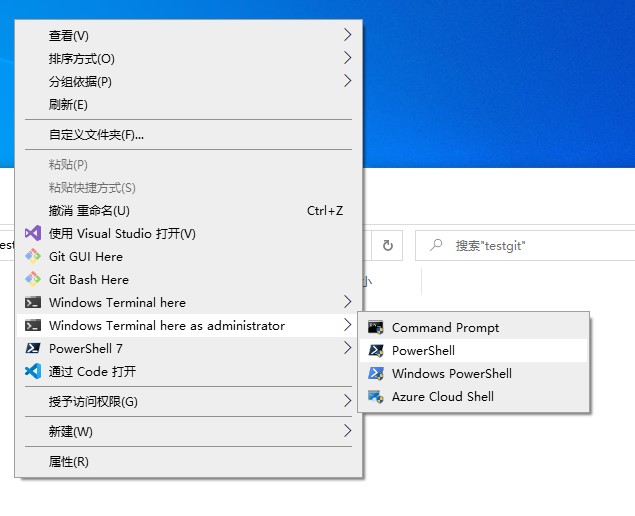 查看(V)
排序方式(O)
分组依据(P)
刷新(E)
自定义文件夹(F)...
粘贴(P)
粘贴快捷方式(S)
撤消 重命名(U) Ctrl+Z
使用 Visual Studio 打开(V)
搜索"testgit"
Git GUI Here
Git Bash Here
小
Windows Terminal here
Windows Terminal here as administrator
Command Prompt
PowerShell 7
PowerShell
通过 Code 打开
Windows PowerShell
授予访问权限(G)
Azure Cloud Shell
新建(W)
属性(R)